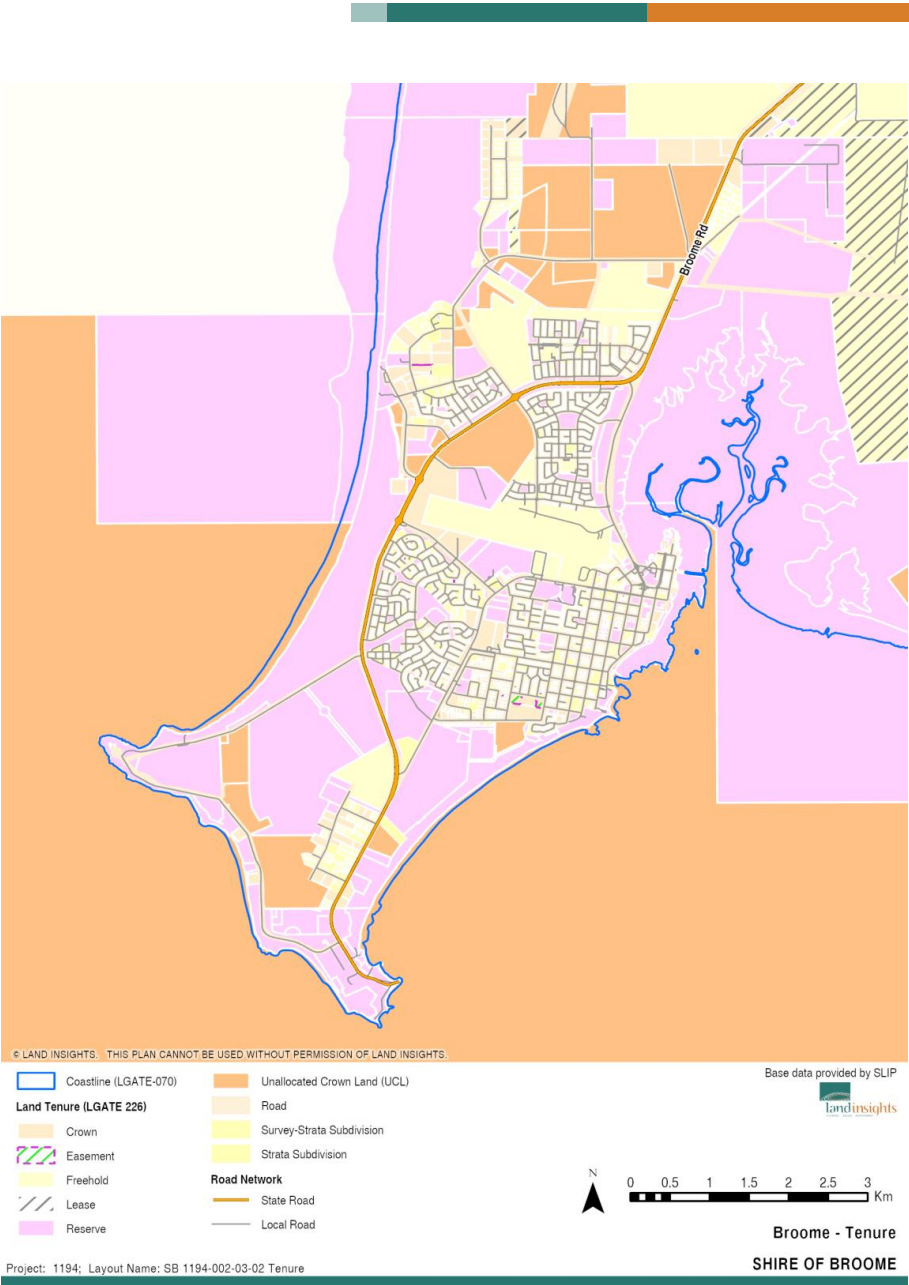 Broome Rd
© LAND INSIGHTS. THIS PLAN CANNOT BE USED WITHOUT PERMISSION OF LAND INSIGHTS.
Coastline (LGATE-070)
Land Tenure (LGATE 226)
Crown
Easement
Freehold
Lease
Reserve
Unallocated Crown Land (UCL)
Road
Survey-Strata Subdivision
Strata Subdivision
Road Network
State Road
Local Road
Base data provided by SLIP
landinsights
N
0 0.5 1 1.5 2 2.5 3
Km
Broome - Tenure
SHIRE OF BROOME
Project: 1194; Layout Name: SB 1194-002-03-02 Tenure